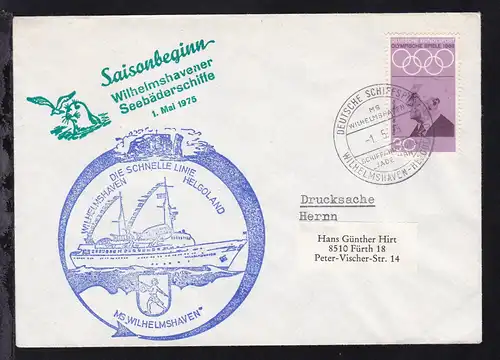 Saisonbeginn
Wilhelmshavener
Seebäderschiffe
1. Mai 1975
DEUTSCHE BUNDESPOST
OLYMPISCHE SPIELE 1968
30
DEUTSCHE SCHIFFSPOST
MS
WILHELMSHAVEN
-1.5.
JADE
WILHELMSHAVEN-HELGOLAND
DIE SCHNELLE LINIE
WILHELMSHAVEN
HELGOLAND
MS „WILHELMSHAVEN"
Drucksache
Herrn
Hans Günther Hirt
8510 Fürth 18
Peter-Vischer-Str. 14